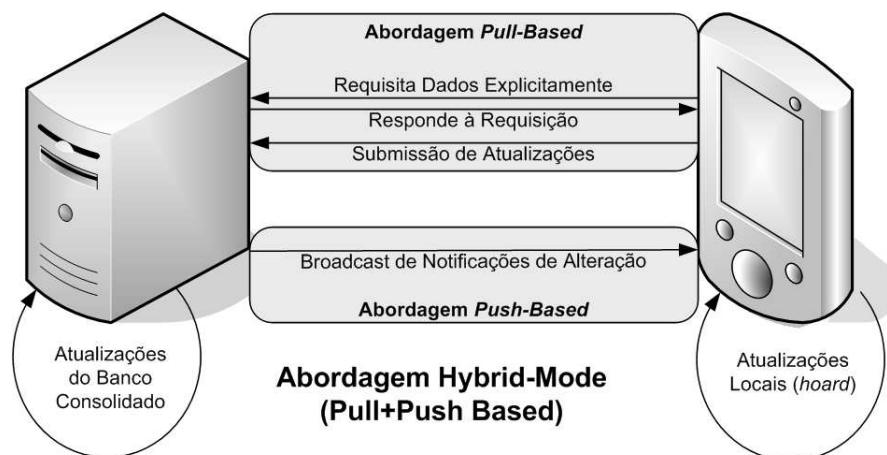 Abordagem Pull-Based
Requisita Dados Explicitamente
Responde à Requisição
Submissão de Atualizações
Broadcast de Notificações de Alteração
Abordagem Push-Based
Atualizações
do Banco
Consolidado
Abordagem Hybrid-Mode
(Pull+Push Based)
Atualizações
Locais (hoard)